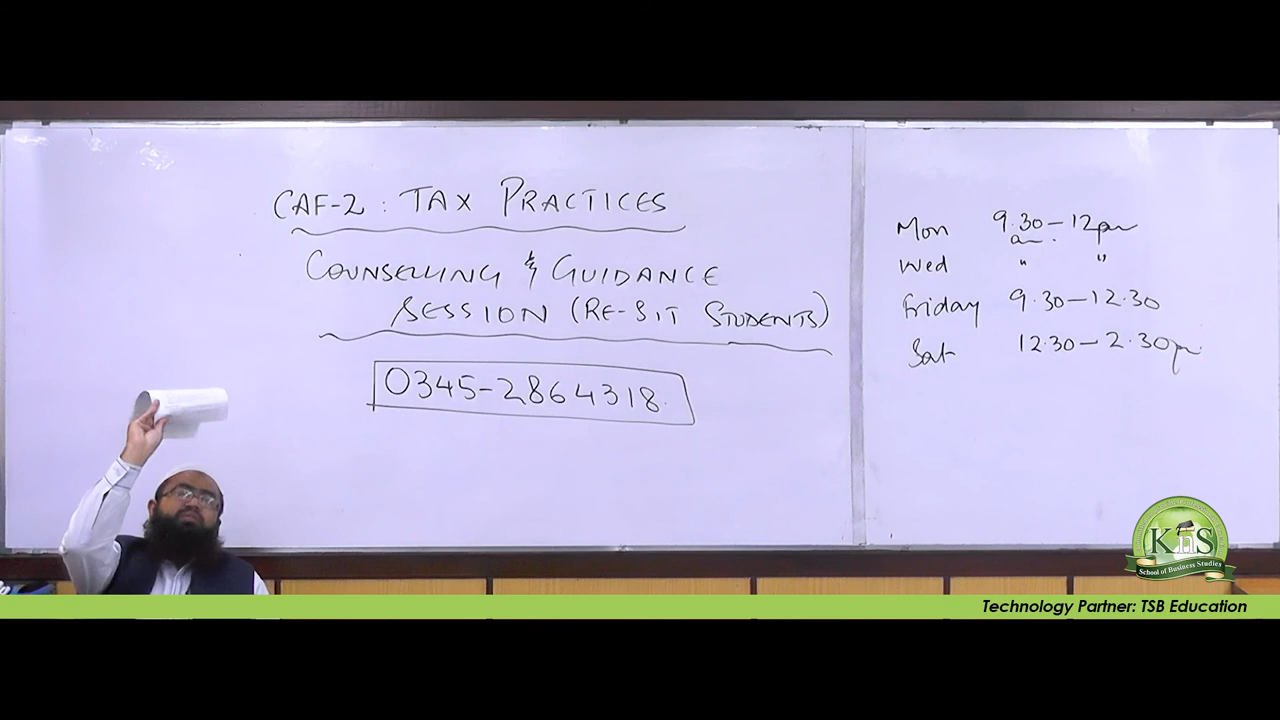 CAF-2 : TAX PRACTICES
COUNSELLING & GUIDANCE
SESSION (RE-SIT STUDENTS)
0345-2864318.
Mon 9.30 – 12pm
am.
Wed " "
Friday 9.30 – 12.30
Sat 12.30 – 2.30pm
KnS
School of Business Studies
Technology Partner: TSB Education